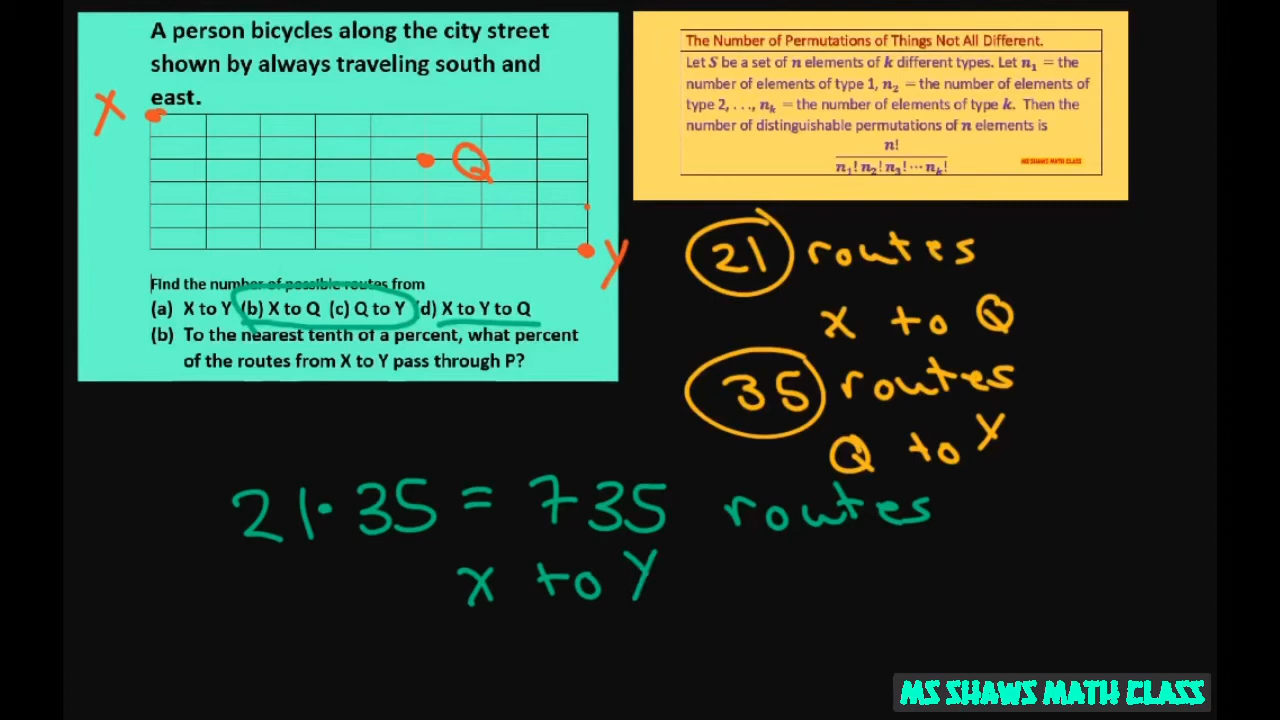 A person bicycles along the city street
shown by always traveling south and
east.
X
Q
Y
FInd the number of possible routes from
(a) X to Y (b) X to Q (c) Q to Y (d) X to Y to Q
(b) To the nearest tenth of a percent, what percent
of the routes from X to Y pass through P?
The Number of Permutations of Things Not All Different.
Let S be a set of n elements of k different types. Let n₁ = the
number of elements of type 1, n₂ = the number of elements of
type 2, . . ., nₖ = the number of elements of type k. Then the
number of distinguishable permutations of n elements is
n!
n₁! n₂! n₃! ⋯ nₖ!
MS SHAWS MATH CLASS
21 routes
X to Q
35 routes
Q to Y
21·35 = 735 routes
X to Y
MS SHAWS MATH CLASS